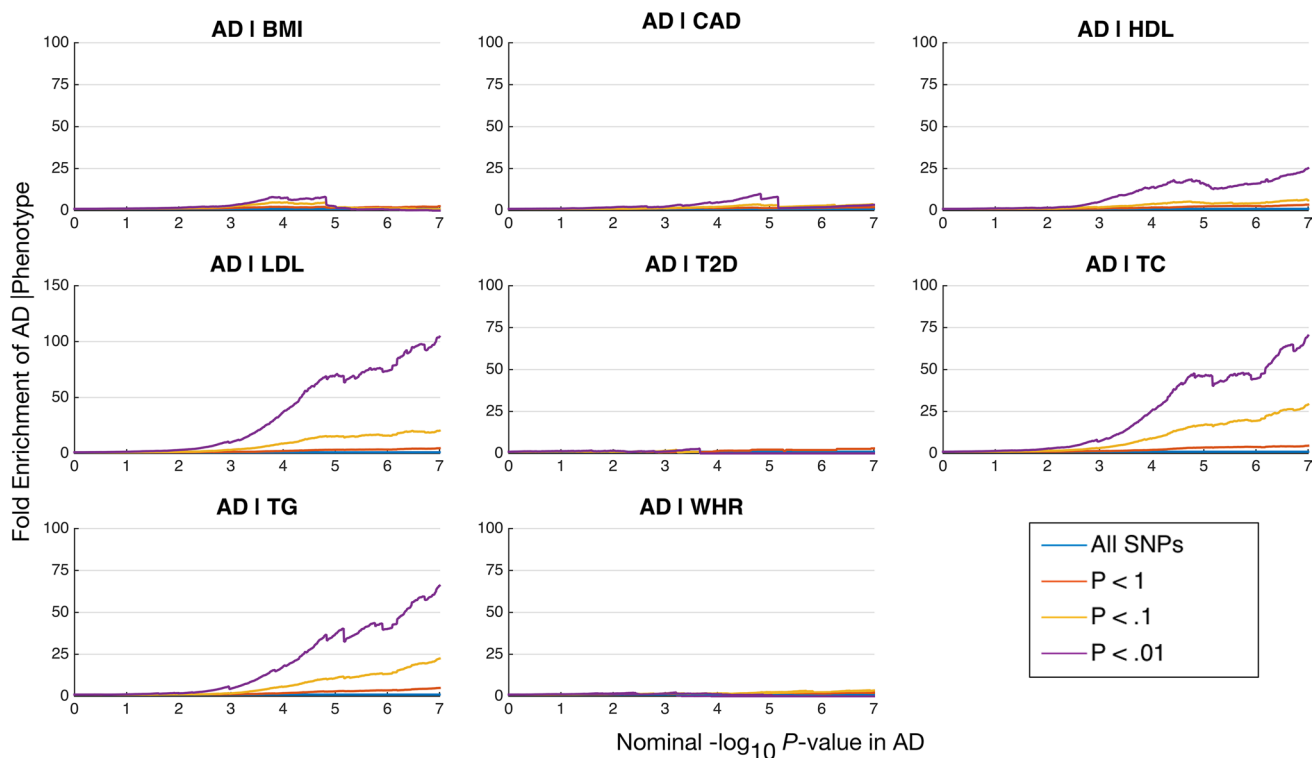 AD | BMI
100
75
50
25
0
0 1 2 3 4 5 6 7
AD | CAD
100
75
50
25
0
0 1 2 3 4 5 6 7
AD | HDL
100
75
50
25
0
0 1 2 3 4 5 6 7
AD | LDL
150
100
50
0
0 1 2 3 4 5 6 7
AD | T2D
100
75
50
25
0
0 1 2 3 4 5 6 7
AD | TC
100
75
50
25
0
0 1 2 3 4 5 6 7
AD | TG
100
75
50
25
0
0 1 2 3 4 5 6 7
AD | WHR
100
75
50
25
0
0 1 2 3 4 5 6 7
All SNPs
P < 1
P < .1
P < .01
Fold Enrichment of AD |Phenotype
Nominal -log10 P-value in AD